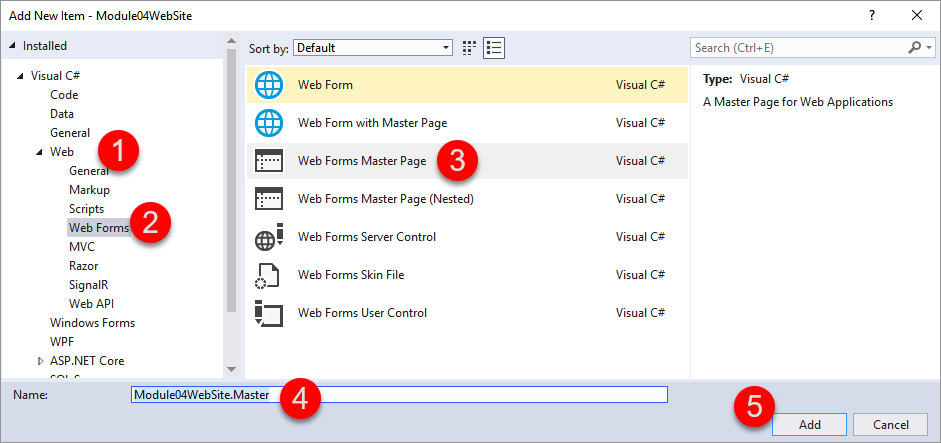 Add New Item - Module04WebSite
Installed
Sort by: Default
Search (Ctrl+E)
Visual C#
Code
Data
General
Web 1
General
Markup
Scripts
Web Forms 2
MVC
Razor
SignalR
Web API
Windows Forms
WPF
ASP.NET Core
Web Form Visual C#
Web Form with Master Page Visual C#
Web Forms Master Page 3 Visual C#
Web Forms Master Page (Nested) Visual C#
Web Forms Server Control Visual C#
Web Forms Skin File Visual C#
Web Forms User Control Visual C#
Type: Visual C#
A Master Page for Web Applications
Name: Module04WebSite.Master 4
5
Add Cancel